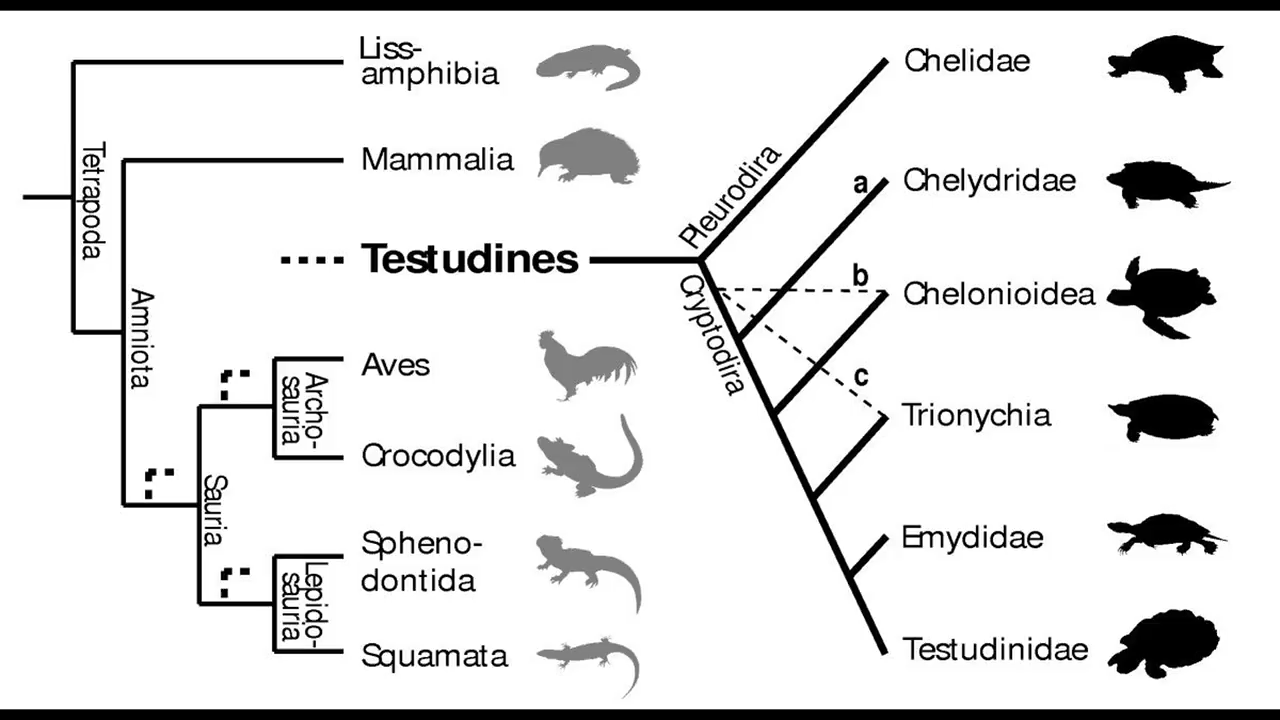 Liss-
amphibia
Tetrapoda
Mammalia
Amniota
Testudines
Aves
Archo-
sauria
Crocodylia
Sauria
Spheno-
dontida
Lepido-
sauria
Squamata
Pleurodira
Cryptodira
Chelidae
a
Chelydridae
b
Chelonioidea
c
Trionychia
Emydidae
Testudinidae